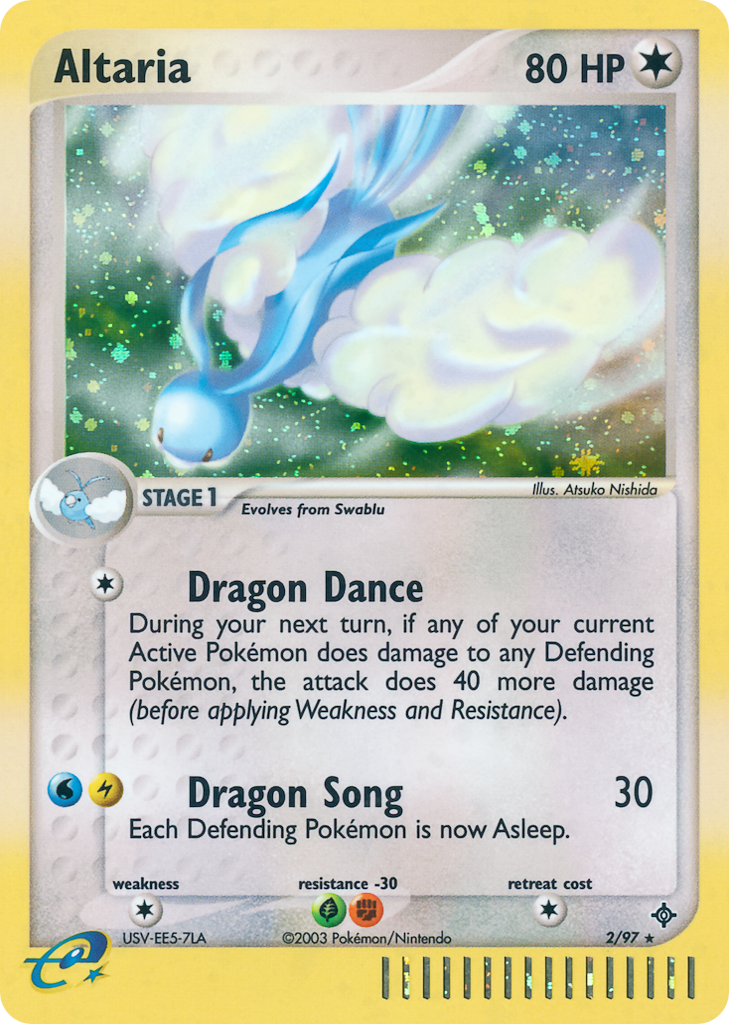 Altaria 80 HP
Illus. Atsuko Nishida
STAGE 1
Evolves from Swablu
Dragon Dance
During your next turn, if any of your current
Active Pokémon does damage to any Defending
Pokémon, the attack does 40 more damage
(before applying Weakness and Resistance).
Dragon Song 30
Each Defending Pokémon is now Asleep.
weakness resistance -30 retreat cost
USV-EE5-7LA ©2003 Pokémon/Nintendo 2/97 ★
e